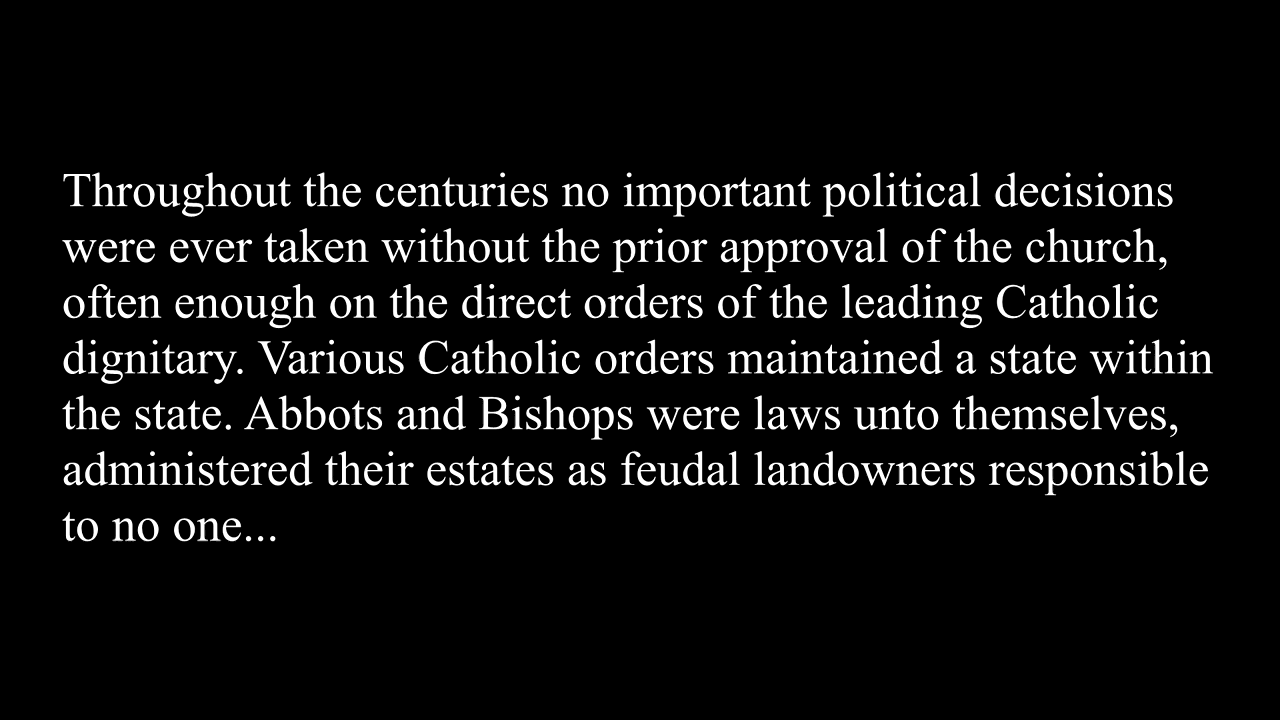 Throughout the centuries no important political decisions
were ever taken without the prior approval of the church,
often enough on the direct orders of the leading Catholic
dignitary. Various Catholic orders maintained a state within
the state. Abbots and Bishops were laws unto themselves,
administered their estates as feudal landowners responsible
to no one...